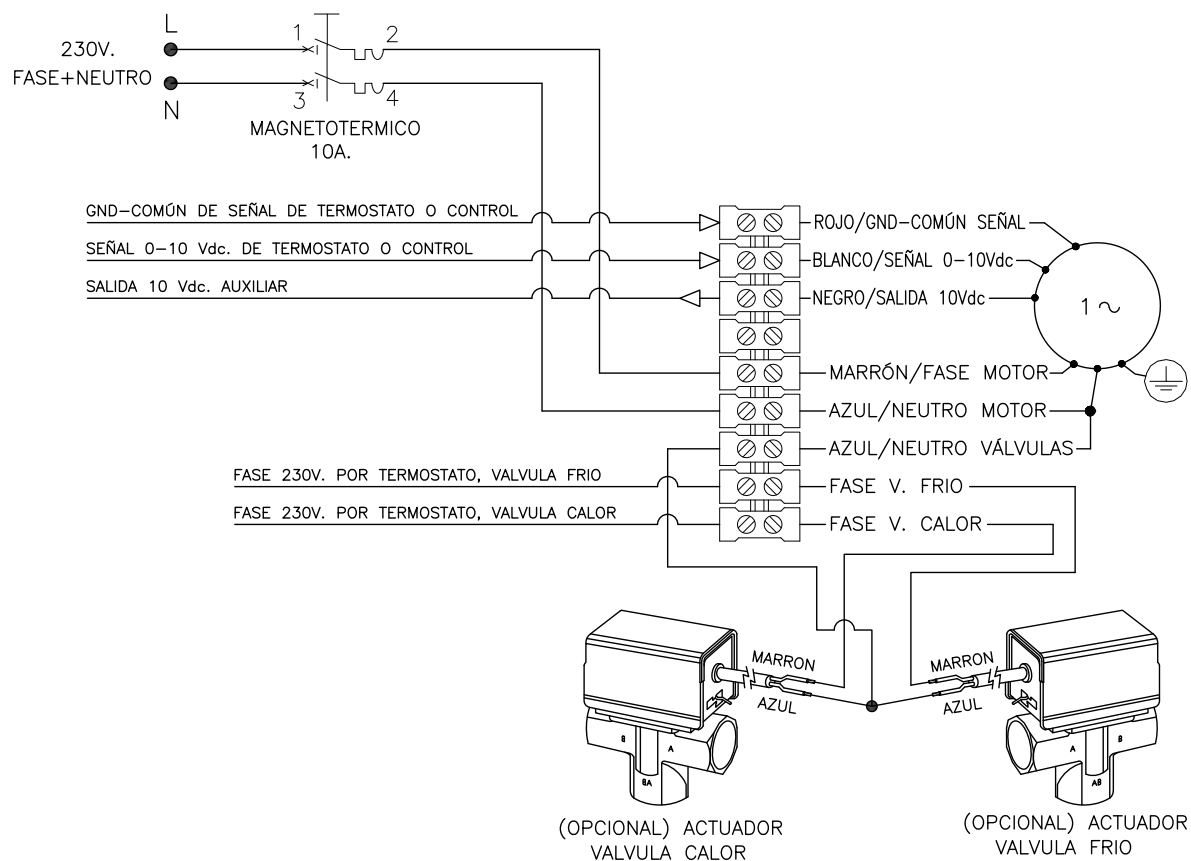 L
230V.
FASE+NEUTRO
N
1
2
3
4
MAGNETOTERMICO
10A.
GND-COMÚN DE SEÑAL DE TERMOSTATO O CONTROL
SEÑAL 0-10 Vdc. DE TERMOSTATO O CONTROL
SALIDA 10 Vdc. AUXILIAR
ROJO/GND-COMÚN SEÑAL
BLANCO/SEÑAL 0-10Vdc
NEGRO/SALIDA 10Vdc
1 ~
MARRÓN/FASE MOTOR
AZUL/NEUTRO MOTOR
AZUL/NEUTRO VÁLVULAS
FASE 230V. POR TERMOSTATO, VALVULA FRIO
FASE V. FRIO
FASE 230V. POR TERMOSTATO, VALVULA CALOR
FASE V. CALOR
MARRON
AZUL
MARRON
AZUL
B
A
AB
A
B
AB
(OPCIONAL) ACTUADOR
VALVULA CALOR
(OPCIONAL) ACTUADOR
VALVULA FRIO